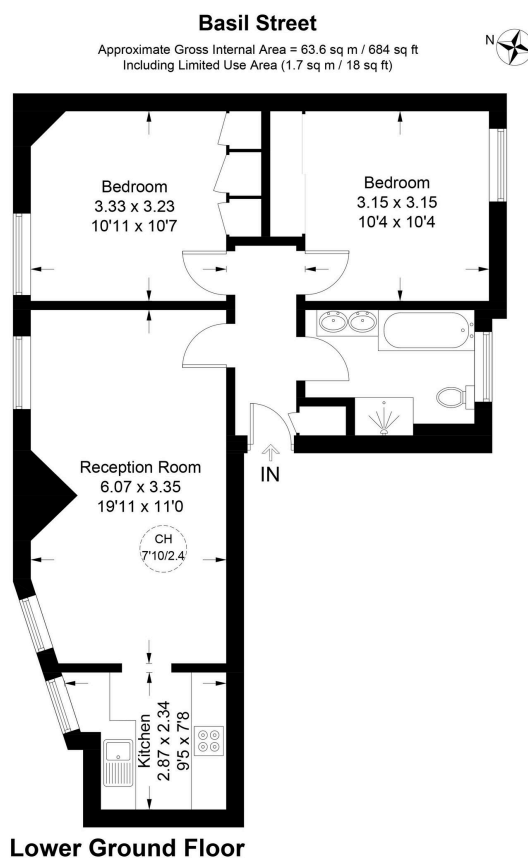 Basil Street
Approximate Gross Internal Area = 63.6 sq m / 684 sq ft
Including Limited Use Area (1.7 sq m / 18 sq ft)
N
Bedroom
3.33 x 3.23
10'11 x 10'7
Bedroom
3.15 x 3.15
10'4 x 10'4
IN
Reception Room
6.07 x 3.35
19'11 x 11'0
CH
7'10/2.4
Kitchen
2.87 x 2.34
9'5 x 7'8
Lower Ground Floor